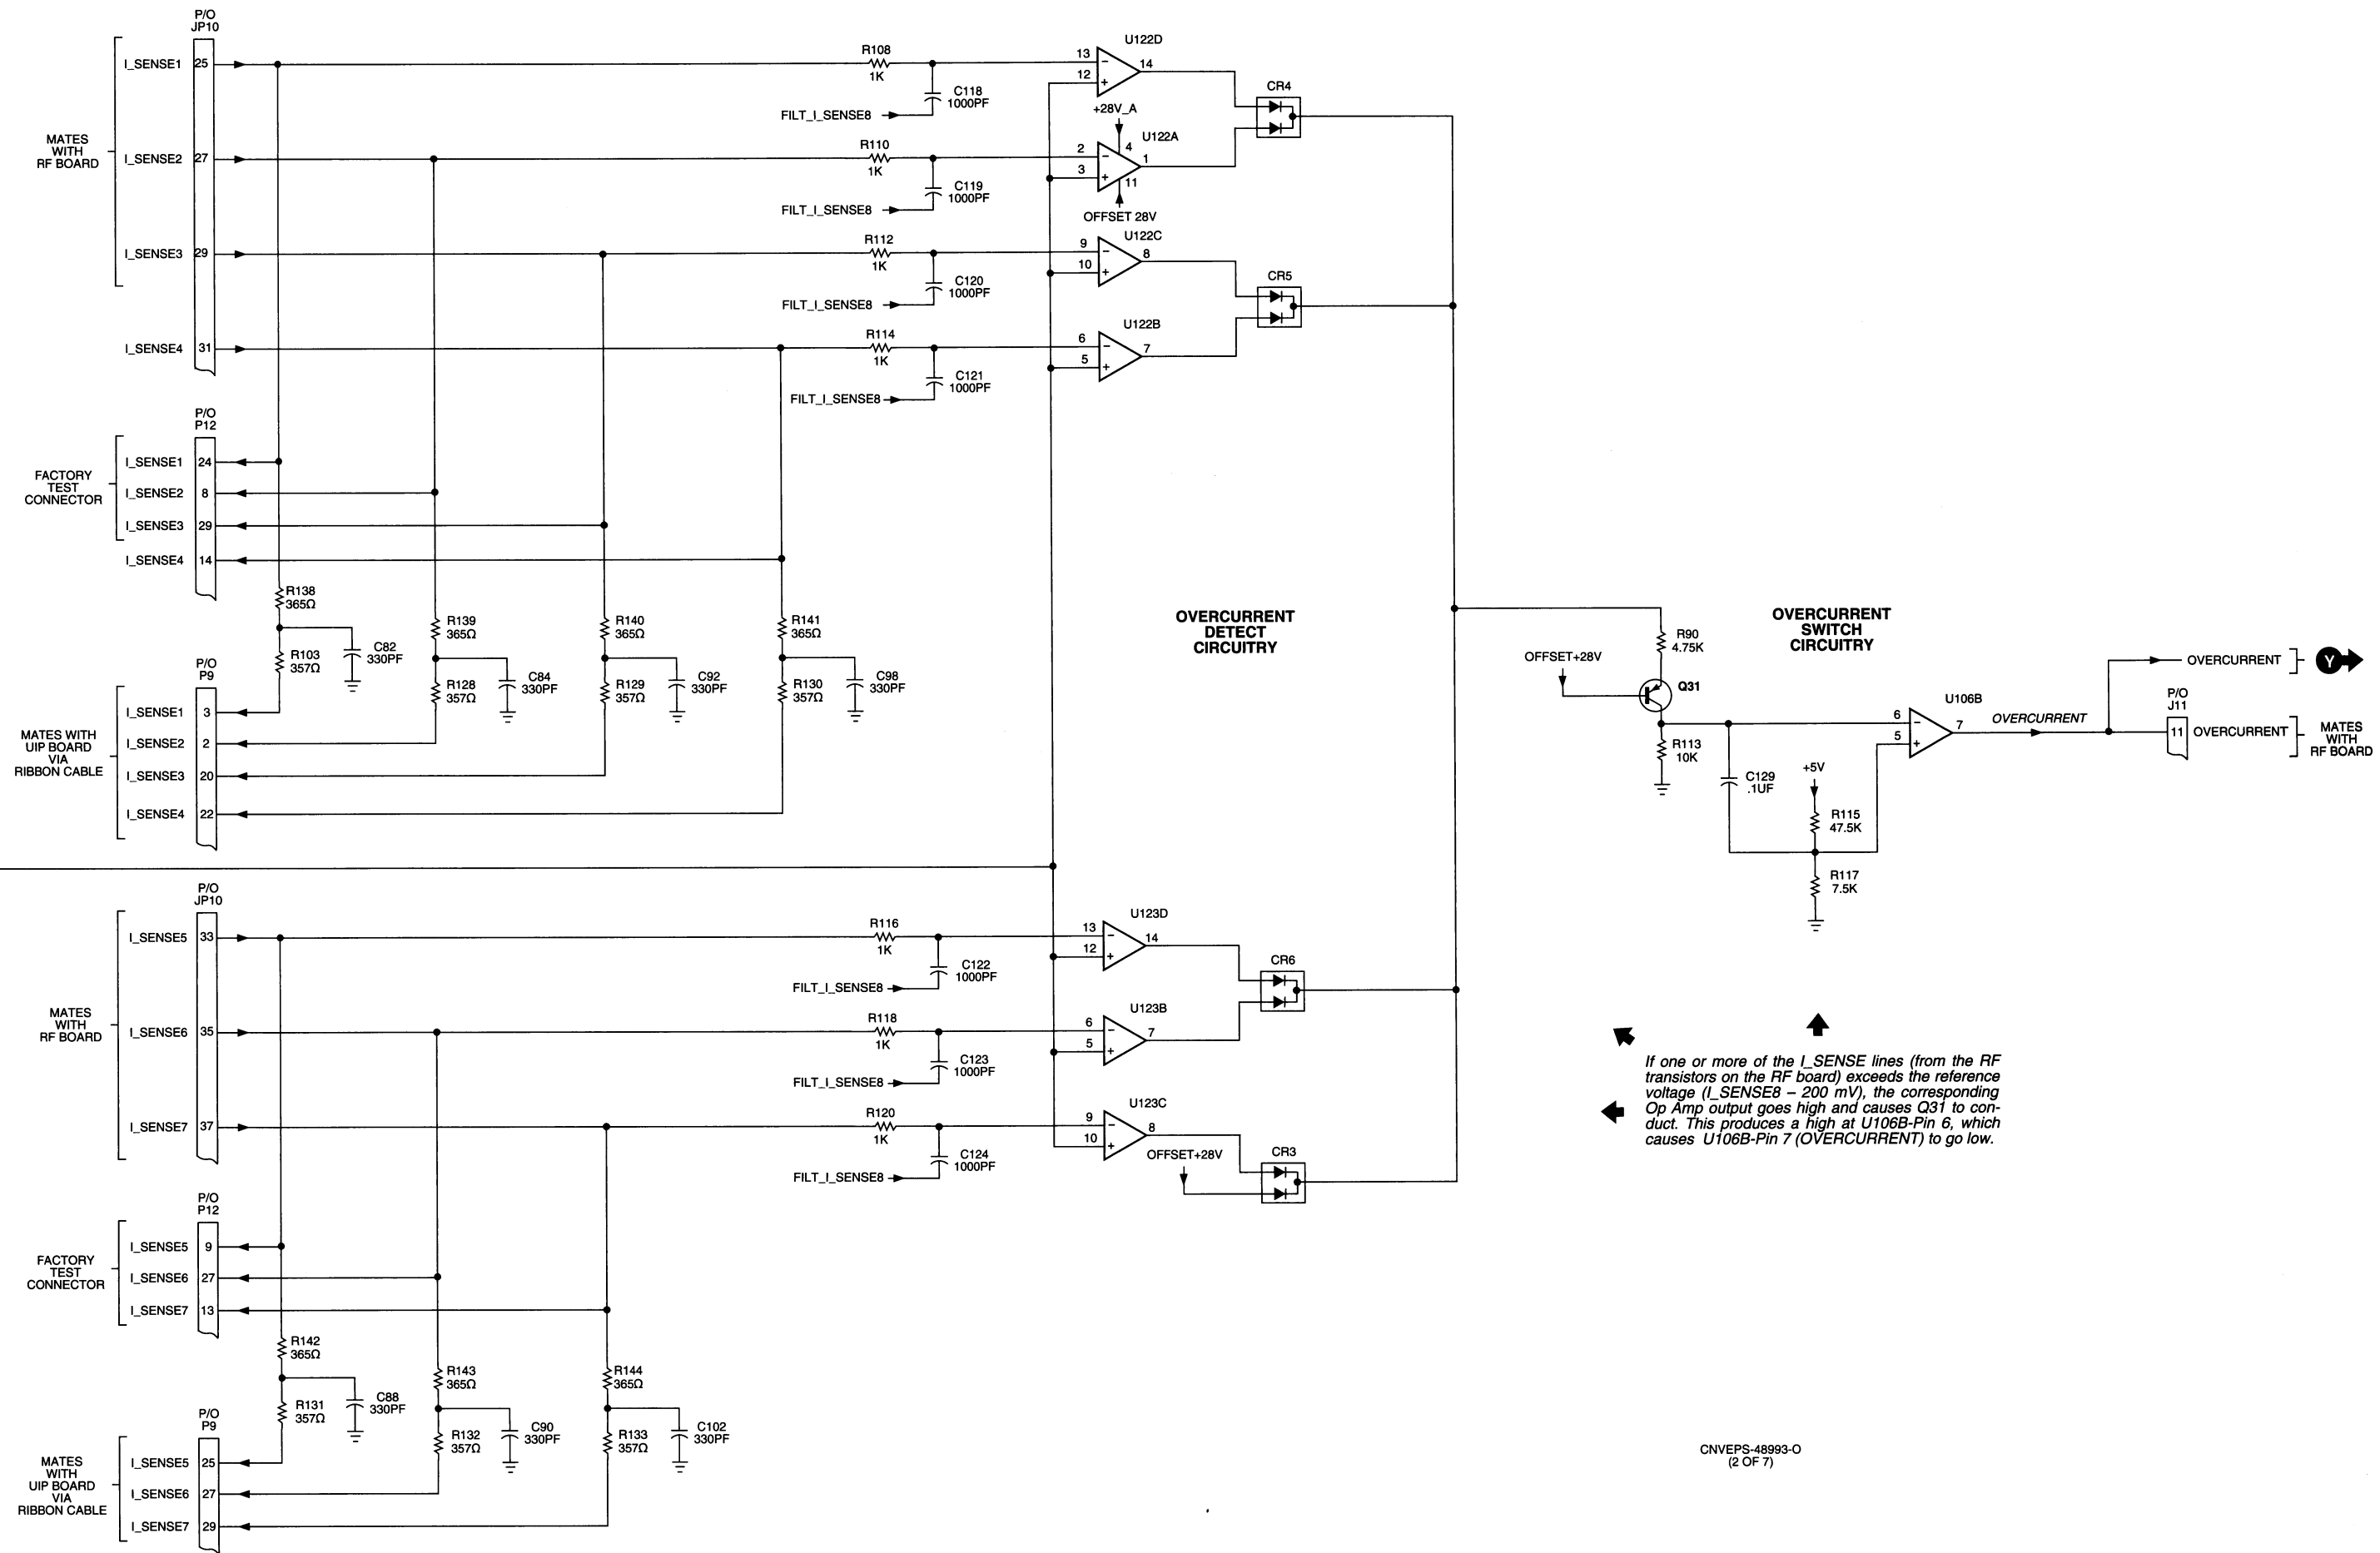 P/O
JP10
I_SENSE1
25
MATES
WITH
RF BOARD
I_SENSE2
27
I_SENSE3
29
I_SENSE4
31
R108
1K
C118
1000PF
FILT_I_SENSE8
R110
1K
C119
1000PF
FILT_I_SENSE8
R112
1K
C120
1000PF
FILT_I_SENSE8
R114
1K
C121
1000PF
FILT_I_SENSE8
U122D
13
12
14
-
+
+28V_A
U122A
4
2
3
1
11
-
+
OFFSET 28V
U122C
9
10
8
-
+
U122B
6
5
7
-
+
CR4
CR5
P/O
P12
FACTORY
TEST
CONNECTOR
I_SENSE1
24
I_SENSE2
8
I_SENSE3
29
I_SENSE4
14
R138
365Ω
R103
357Ω
C82
330PF
R139
365Ω
R128
357Ω
C84
330PF
R140
365Ω
R129
357Ω
C92
330PF
R141
365Ω
R130
357Ω
C98
330PF
P/O
P9
MATES WITH
UIP BOARD
VIA
RIBBON CABLE
I_SENSE1
3
I_SENSE2
2
I_SENSE3
20
I_SENSE4
22
OVERCURRENT
DETECT
CIRCUITRY
OVERCURRENT
SWITCH
CIRCUITRY
R90
4.75K
OFFSET+28V
Q31
R113
10K
C129
.1UF
+5V
R115
47.5K
R117
7.5K
U106B
6
5
7
-
+
OVERCURRENT
OVERCURRENT
Y
P/O
J11
11
OVERCURRENT
MATES
WITH
RF BOARD
P/O
JP10
I_SENSE5
33
MATES
WITH
RF BOARD
I_SENSE6
35
I_SENSE7
37
R116
1K
C122
1000PF
FILT_I_SENSE8
R118
1K
C123
1000PF
FILT_I_SENSE8
R120
1K
C124
1000PF
FILT_I_SENSE8
U123D
13
12
14
-
+
U123B
6
5
7
-
+
U123C
9
10
8
-
+
OFFSET+28V
CR6
CR3
If one or more of the I_SENSE lines (from the RF
transistors on the RF board) exceeds the reference
voltage (I_SENSE8 – 200 mV), the corresponding
Op Amp output goes high and causes Q31 to con-
duct. This produces a high at U106B-Pin 6, which
causes U106B-Pin 7 (OVERCURRENT) to go low.
P/O
P12
FACTORY
TEST
CONNECTOR
I_SENSE5
9
I_SENSE6
27
I_SENSE7
13
R142
365Ω
R131
357Ω
C88
330PF
R143
365Ω
R132
357Ω
C90
330PF
R144
365Ω
R133
357Ω
C102
330PF
P/O
P9
MATES
WITH
UIP BOARD
VIA
RIBBON CABLE
I_SENSE5
25
I_SENSE6
27
I_SENSE7
29
CNVEPS-48993-O
(2 OF 7)